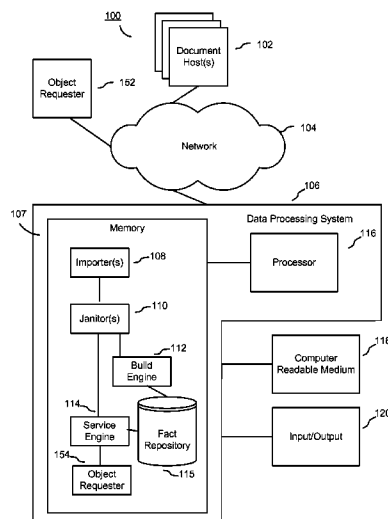 100
Document
Host(s)
102
Object
Requester
152
104
Network
106
107
Memory
Data Processing System
116
Importer(s)
108
Processor
Janitor(s)
110
112
118
Build
Engine
Computer
Readable Medium
114
Service
Engine
Fact
Repository
120
154
Input/Output
Object
Requester
115